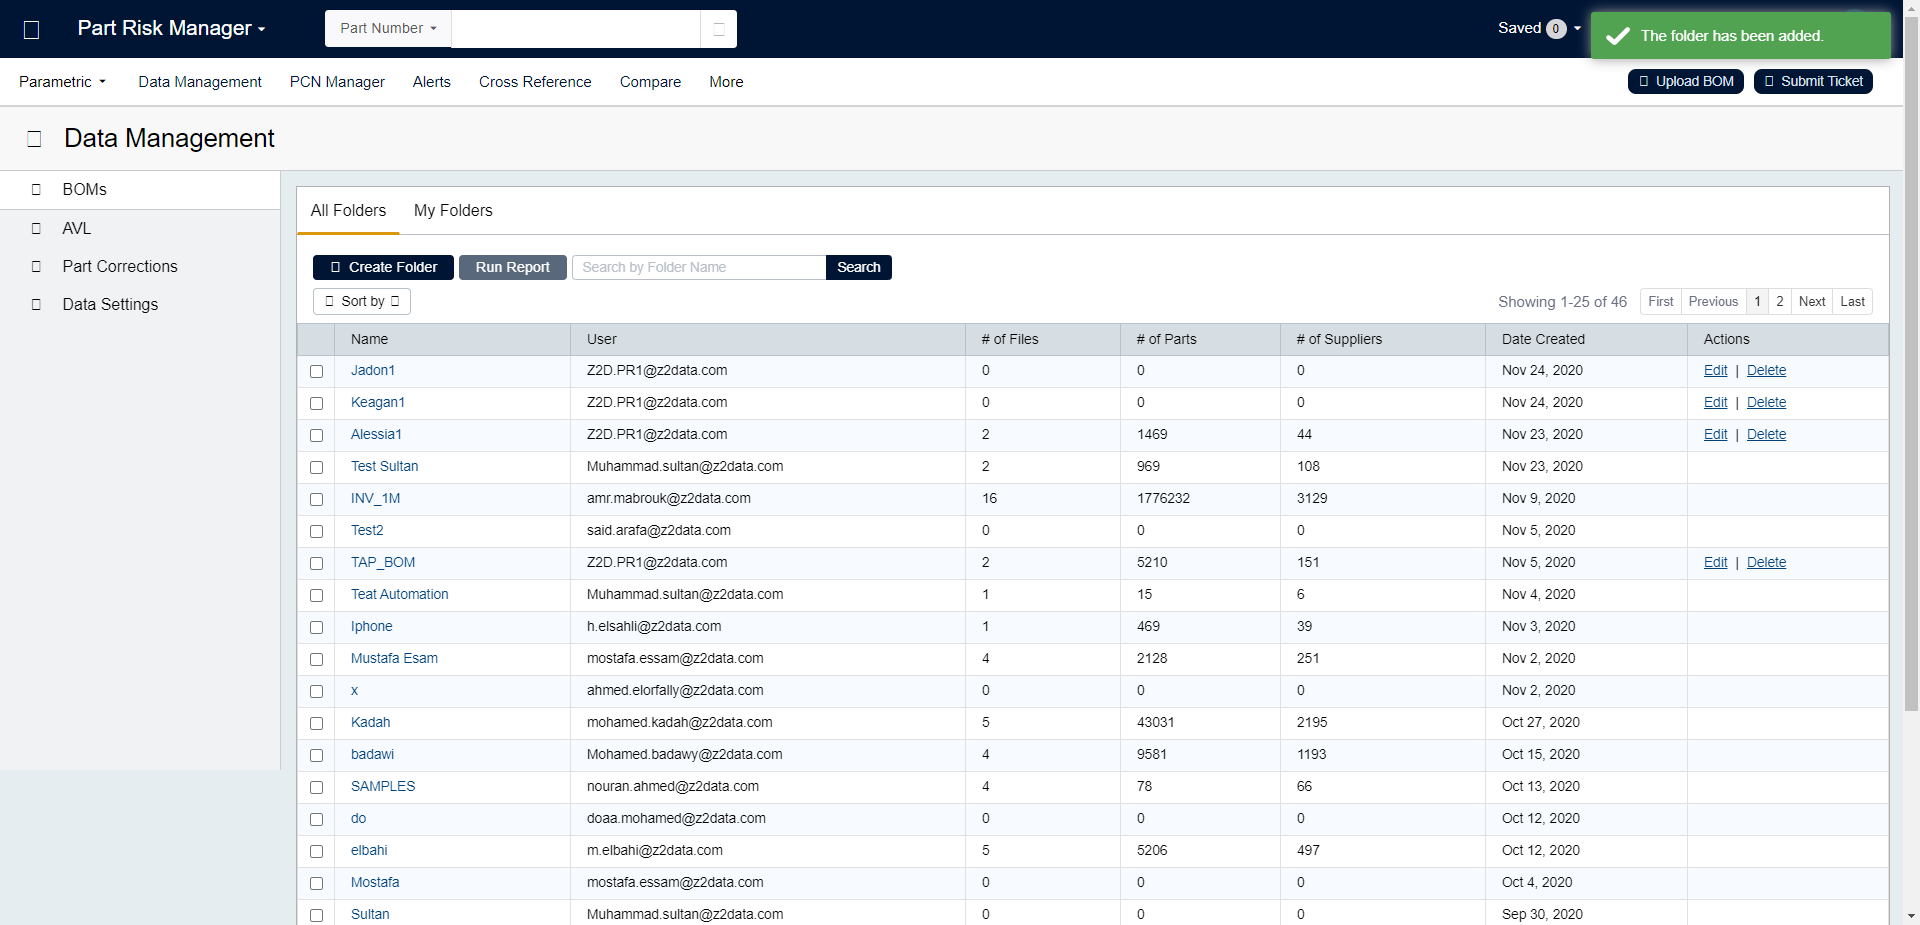 Part Risk Manager
Part Number
Saved 0
The folder has been added.
Parametric Data Management PCN Manager Alerts Cross Reference Compare More
Upload BOM Submit Ticket
Data Management
BOMs
AVL
Part Corrections
Data Settings
All Folders My Folders
Create Folder Run Report Search by Folder Name Search
Sort by
Showing 1-25 of 46 First Previous 1 2 Next Last
Name User # of Files # of Parts # of Suppliers Date Created Actions
Jadon1 Z2D.PR1@z2data.com 0 0 0 Nov 24, 2020 Edit | Delete
Keagan1 Z2D.PR1@z2data.com 0 0 0 Nov 24, 2020 Edit | Delete
Alessia1 Z2D.PR1@z2data.com 2 1469 44 Nov 23, 2020 Edit | Delete
Test Sultan Muhammad.sultan@z2data.com 2 969 108 Nov 23, 2020
INV_1M amr.mabrouk@z2data.com 16 1776232 3129 Nov 9, 2020
Test2 said.arafa@z2data.com 0 0 0 Nov 5, 2020
TAP_BOM Z2D.PR1@z2data.com 2 5210 151 Nov 5, 2020 Edit | Delete
Teat Automation Muhammad.sultan@z2data.com 1 15 6 Nov 4, 2020
Iphone h.elsahli@z2data.com 1 469 39 Nov 3, 2020
Mustafa Esam mostafa.essam@z2data.com 4 2128 251 Nov 2, 2020
x ahmed.elorfally@z2data.com 0 0 0 Nov 2, 2020
Kadah mohamed.kadah@z2data.com 5 43031 2195 Oct 27, 2020
badawi Mohamed.badawy@z2data.com 4 9581 1193 Oct 15, 2020
SAMPLES nouran.ahmed@z2data.com 4 78 66 Oct 13, 2020
do doaa.mohamed@z2data.com 0 0 0 Oct 12, 2020
elbahi m.elbahi@z2data.com 5 5206 497 Oct 12, 2020
Mostafa mostafa.essam@z2data.com 0 0 0 Oct 4, 2020
Sultan Muhammad.sultan@z2data.com 0 0 0 Sep 30, 2020